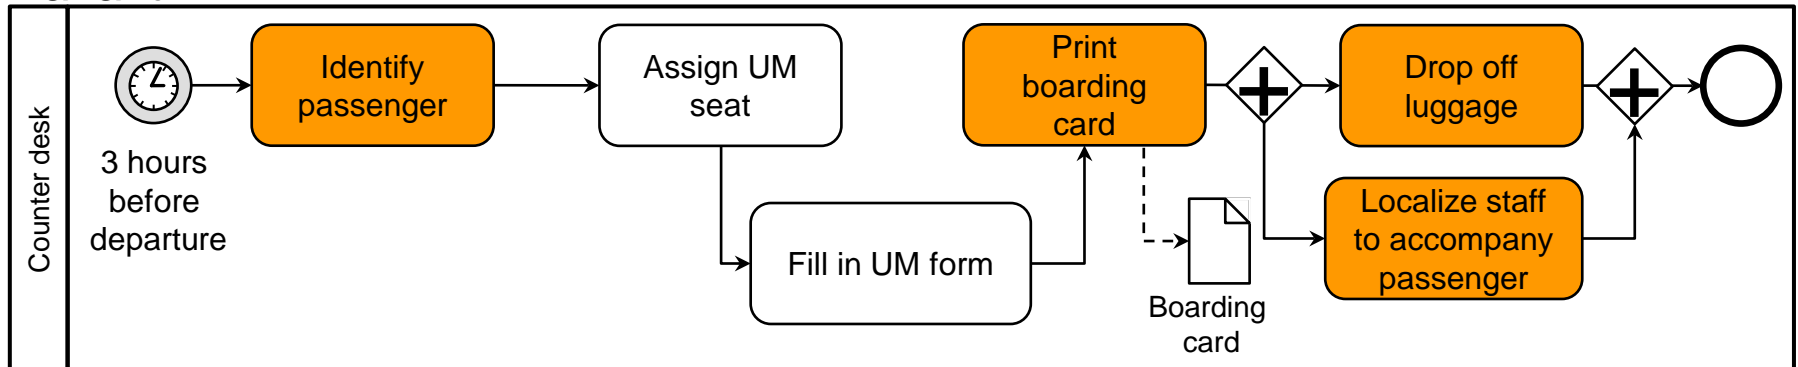 Counter desk
3 hours
before
departure
Identify
passenger
Assign UM
seat
Fill in UM form
Print
boarding
card
Boarding
card
Drop off
luggage
Localize staff
to accompany
passenger